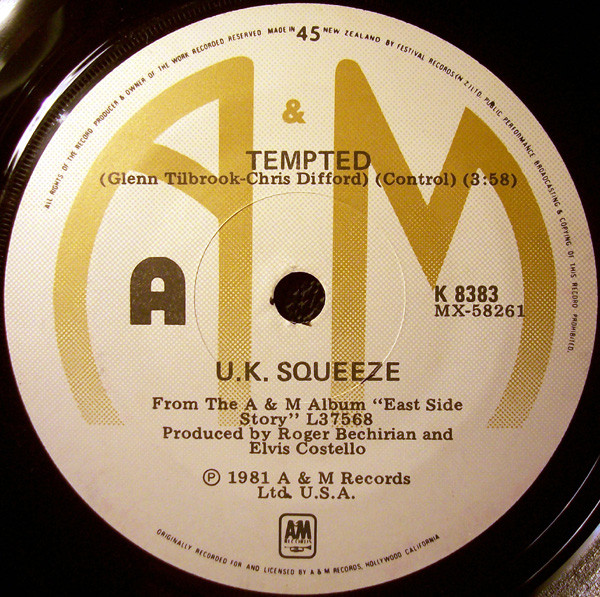 ALL RIGHTS OF THE RECORD PRODUCER & OWNER OF THE WORK RECORDED RESERVED. MADE IN 45 NEW ZEALAND BY FESTIVAL RECORDS (N.Z.) LTD. PUBLIC PERFORMANCE BROADCASTING & COPYING OF THIS RECORD PROHIBITED.
A & M
TEMPTED
(Glenn Tilbrook-Chris Difford) (Control) (3:58)
A
K 8383
MX-58261
U.K. SQUEEZE
From The A & M Album “East Side
Story” L37568
Produced by Roger Bechirian and
Elvis Costello
℗ 1981 A & M Records
Ltd. U.S.A.
AM
RECORDS
ORIGINALLY RECORDED FOR AND LICENSED BY A & M RECORDS, HOLLYWOOD CALIFORNIA